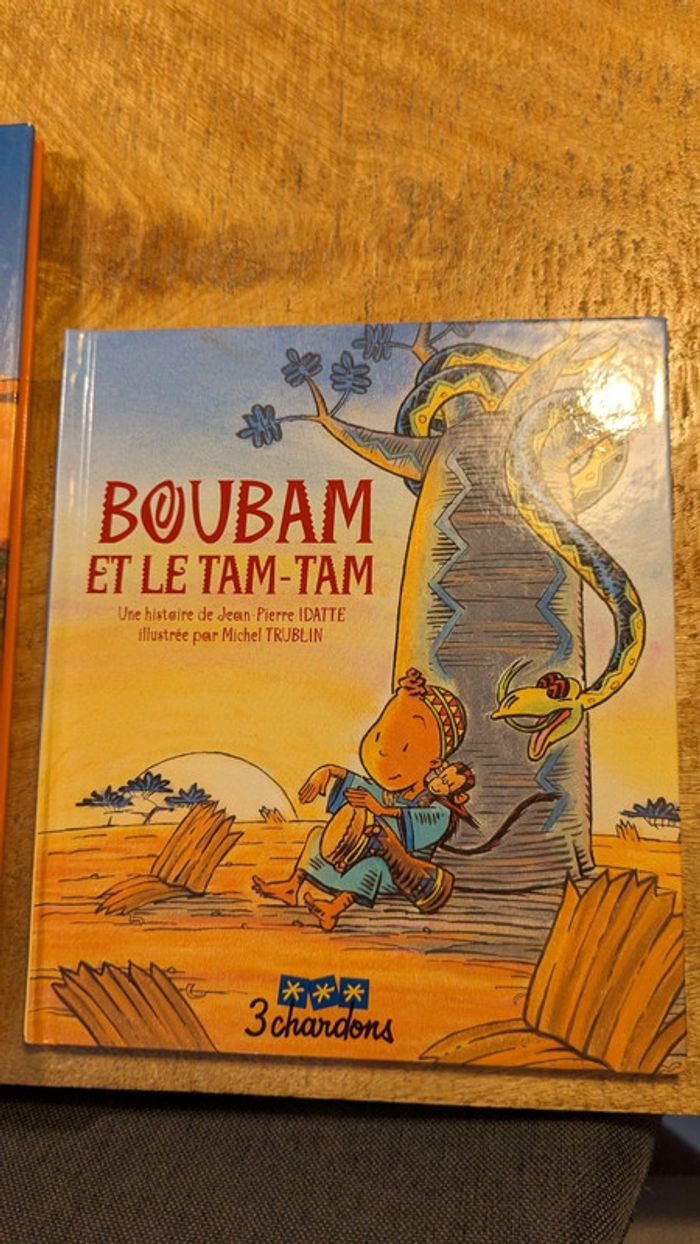 BOUBAM
ET LE TAM-TAM
Une histoire de Jean-Pierre IDATTE
illustrée par Michel TRUBLIN
3 chardons